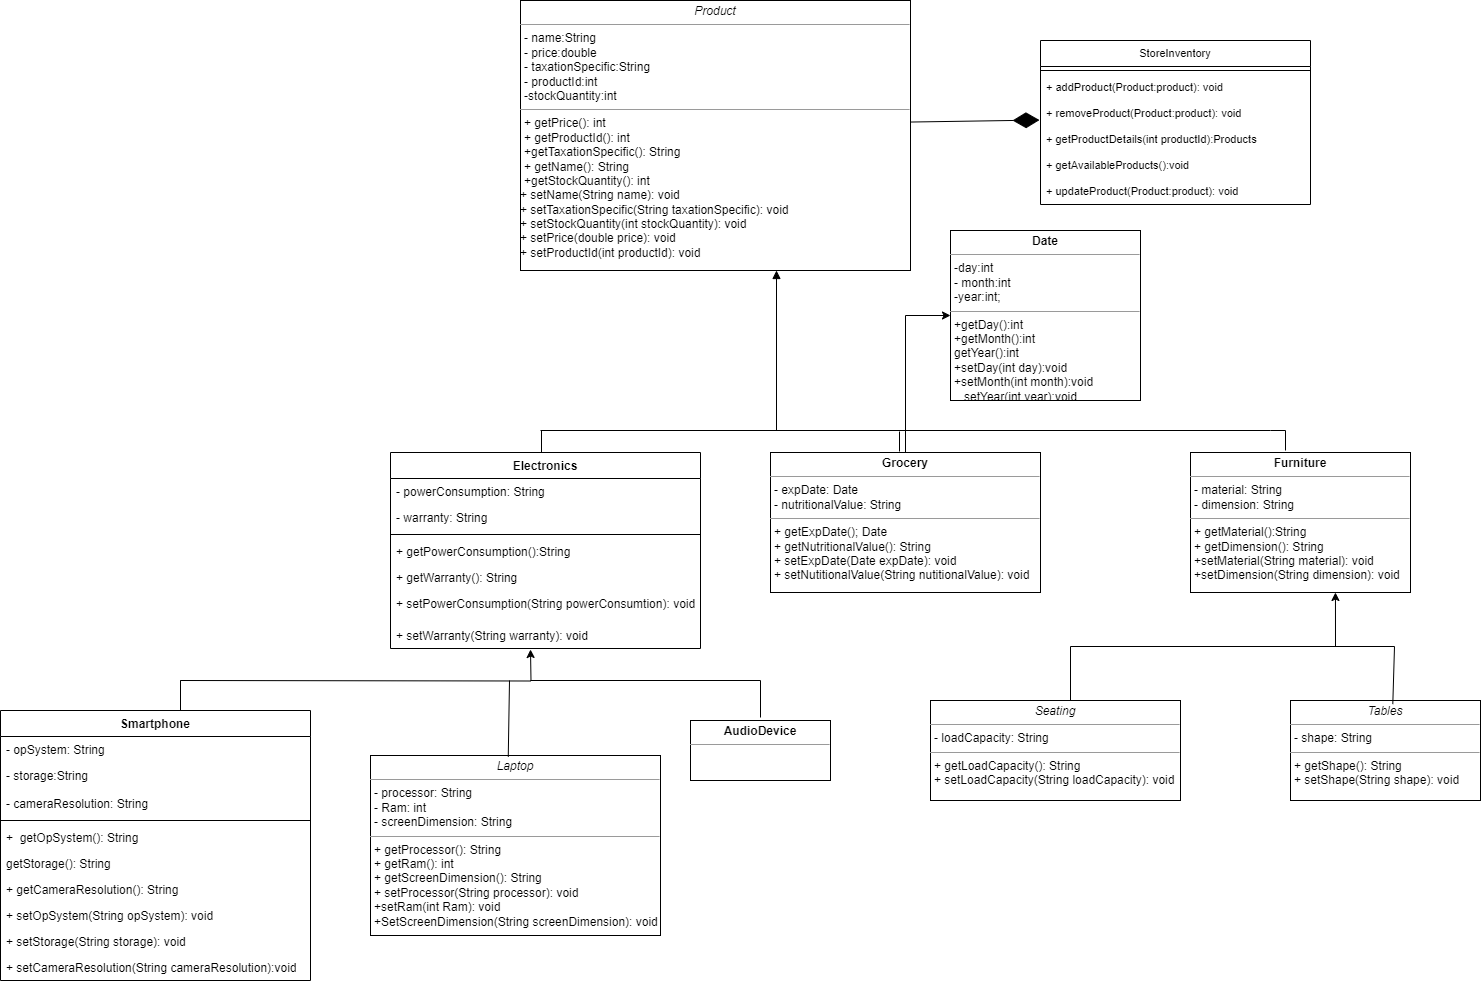 Product
- name:String
- price:double
- taxationSpecific:String
- productId:int
-stockQuantity:int
+ getPrice(): int
+ getProductId(): int
+getTaxationSpecific(): String
+ getName(): String
+getStockQuantity(): int
+ setName(String name): void
+ setTaxationSpecific(String taxationSpecific): void
+ setStockQuantity(int stockQuantity): void
+ setPrice(double price): void
+ setProductId(int productId): void
StoreInventory
+ addProduct(Product:product): void
+ removeProduct(Product:product): void
+ getProductDetails(int productId):Products
+ getAvailableProducts():void
+ updateProduct(Product:product): void
Date
-day:int
- month:int
-year:int;
+getDay():int
+getMonth():int
getYear():int
+setDay(int day):void
+setMonth(int month):void
setYear(int year):void
Electronics
- powerConsumption: String
- warranty: String
+ getPowerConsumption():String
+ getWarranty(): String
+ setPowerConsumption(String powerConsumtion): void
+ setWarranty(String warranty): void
Grocery
- expDate: Date
- nutritionalValue: String
+ getExpDate(); Date
+ getNutritionalValue(): String
+ setExpDate(Date expDate): void
+ setNutitionalValue(String nutitionalValue): void
Furniture
- material: String
- dimension: String
+ getMaterial():String
+ getDimension(): String
+setMaterial(String material): void
+setDimension(String dimension): void
Smartphone
- opSystem: String
- storage:String
- cameraResolution: String
+ getOpSystem(): String
getStorage(): String
+ getCameraResolution(): String
+ setOpSystem(String opSystem): void
+ setStorage(String storage): void
+ setCameraResolution(String cameraResolution):void
Laptop
- processor: String
- Ram: int
- screenDimension: String
+ getProcessor(): String
+ getRam(): int
+ getScreenDimension(): String
+ setProcessor(String processor): void
+setRam(int Ram): void
+SetScreenDimension(String screenDimension): void
AudioDevice
Seating
- loadCapacity: String
+ getLoadCapacity(): String
+ setLoadCapacity(String loadCapacity): void
Tables
- shape: String
+ getShape(): String
+ setShape(String shape): void